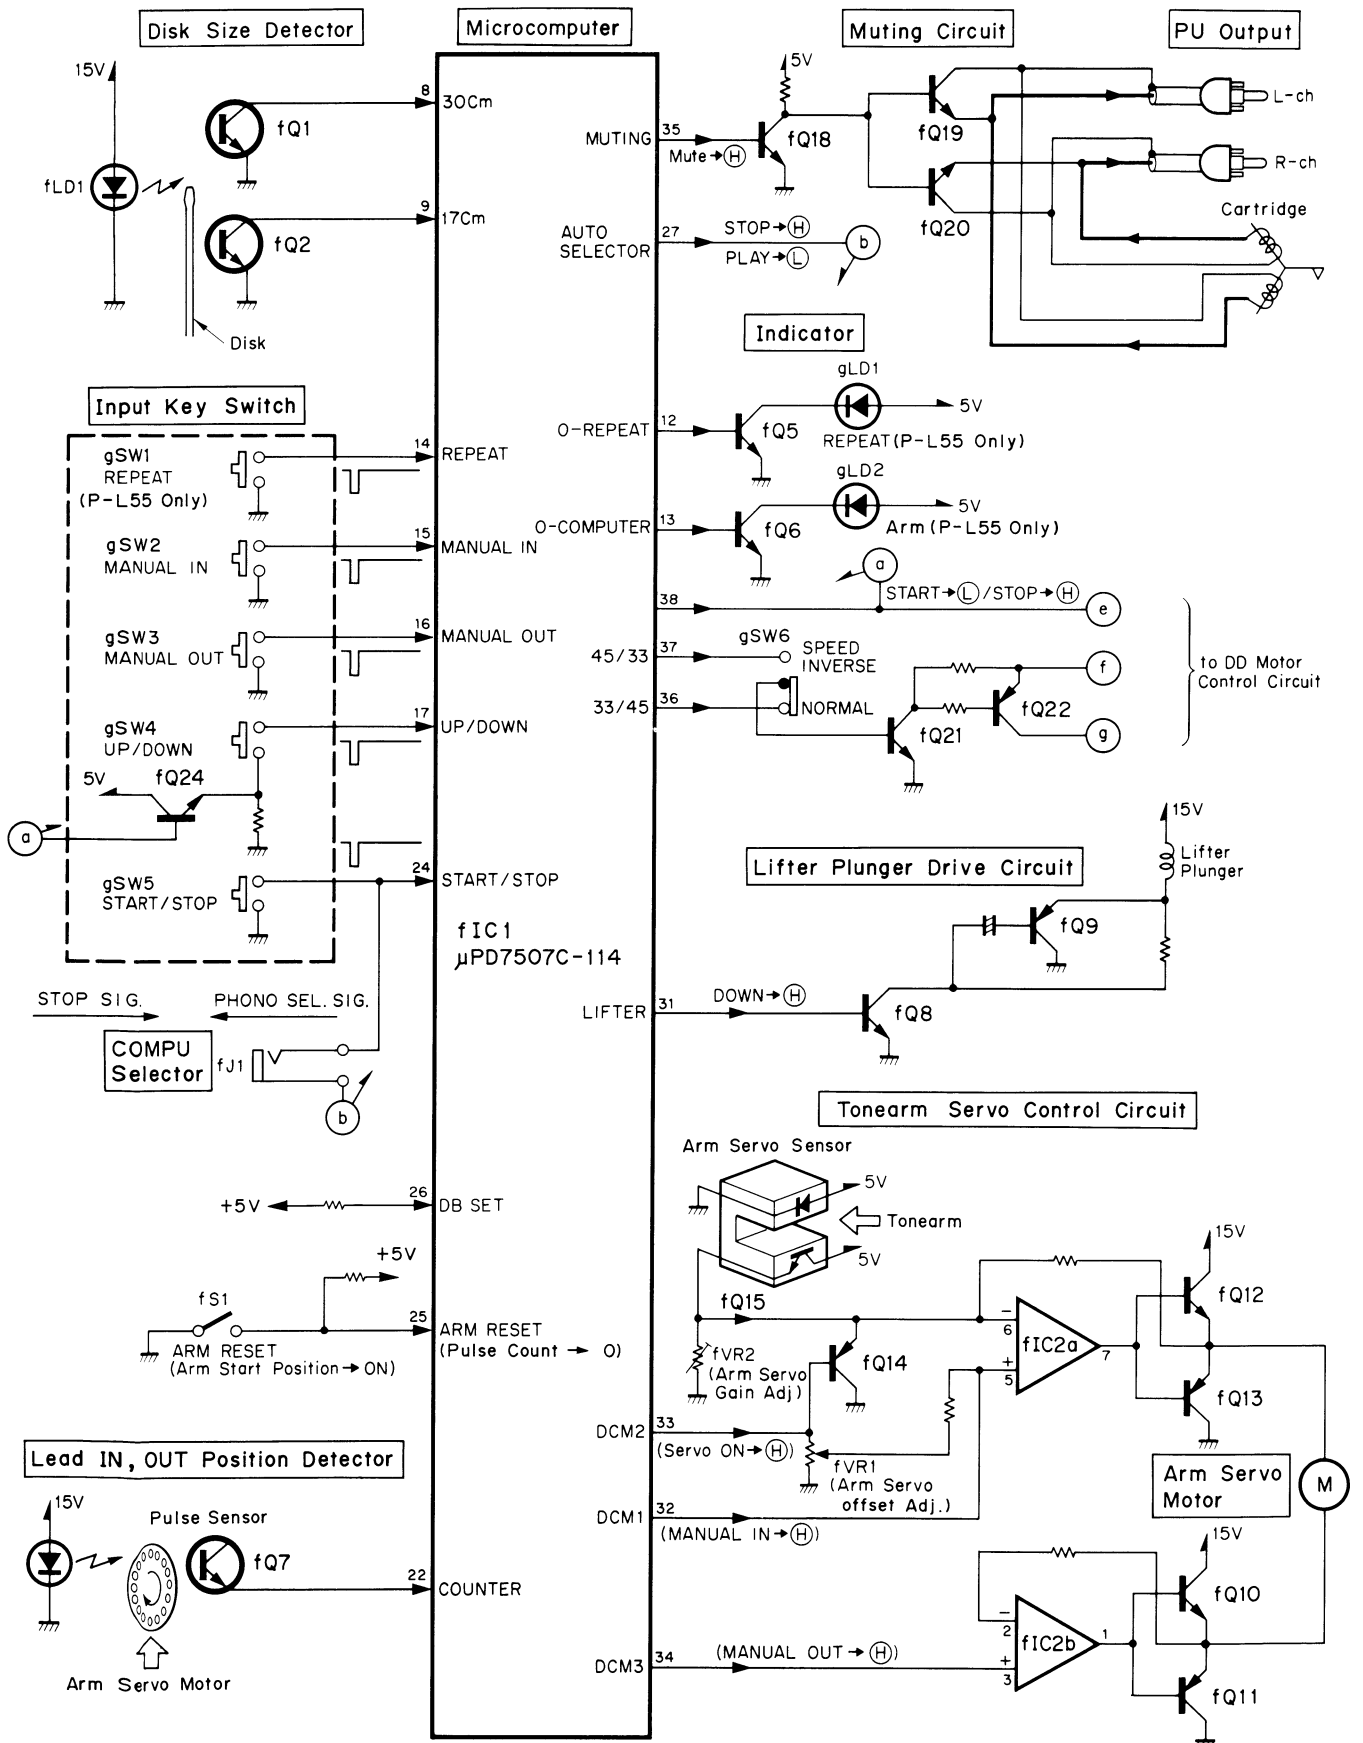 Disk Size Detector
Microcomputer
Muting Circuit
PU Output
15V
8
30Cm
fQ1
fLD1
9
17Cm
fQ2
Disk
5V
MUTING
35
Mute→Ⓗ
fQ18
fQ19
fQ20
L-ch
R-ch
Cartridge
AUTO
SELECTOR
27
STOP→Ⓗ
PLAY→Ⓛ
b
Indicator
gLD1
O-REPEAT
12
fQ5
5V
REPEAT (P-L55 Only)
gLD2
O-COMPUTER
13
fQ6
5V
Arm (P-L55 Only)
Input Key Switch
gSW1
REPEAT
(P-L55 Only)
14
REPEAT
gSW2
MANUAL IN
15
MANUAL IN
gSW3
MANUAL OUT
16
MANUAL OUT
gSW4
UP/DOWN
17
UP/DOWN
5V
fQ24
a
gSW5
START/STOP
24
START/STOP
fIC1
μPD7507C-114
a
38
START→Ⓛ/STOP→Ⓗ
e
45/33
37
gSW6
SPEED
INVERSE
33/45
36
NORMAL
fQ21
fQ22
f
g
to DD Motor
Control Circuit
Lifter Plunger Drive Circuit
15V
Lifter
Plunger
fQ9
LIFTER
31
DOWN→Ⓗ
fQ8
STOP SIG.
PHONO SEL. SIG.
COMPU
Selector
fJ1
b
+5V
26
DB SET
+5V
fS1
25
ARM RESET
(Pulse Count → 0)
ARM RESET
(Arm Start Position→ON)
Tonearm Servo Control Circuit
Arm Servo Sensor
5V
Tonearm
5V
fQ15
fVR2
(Arm Servo
Gain Adj)
fQ14
−
6
+
5
fIC2a
7
15V
fQ12
fQ13
DCM2
33
(Servo ON→Ⓗ)
fVR1
(Arm Servo
offset Adj.)
DCM1
32
(MANUAL IN→Ⓗ)
Arm Servo
Motor
M
Lead IN, OUT Position Detector
15V
Pulse Sensor
fQ7
22
COUNTER
Arm Servo Motor
DCM3
34
(MANUAL OUT→Ⓗ)
−
2
+
3
fIC2b
1
15V
fQ10
fQ11